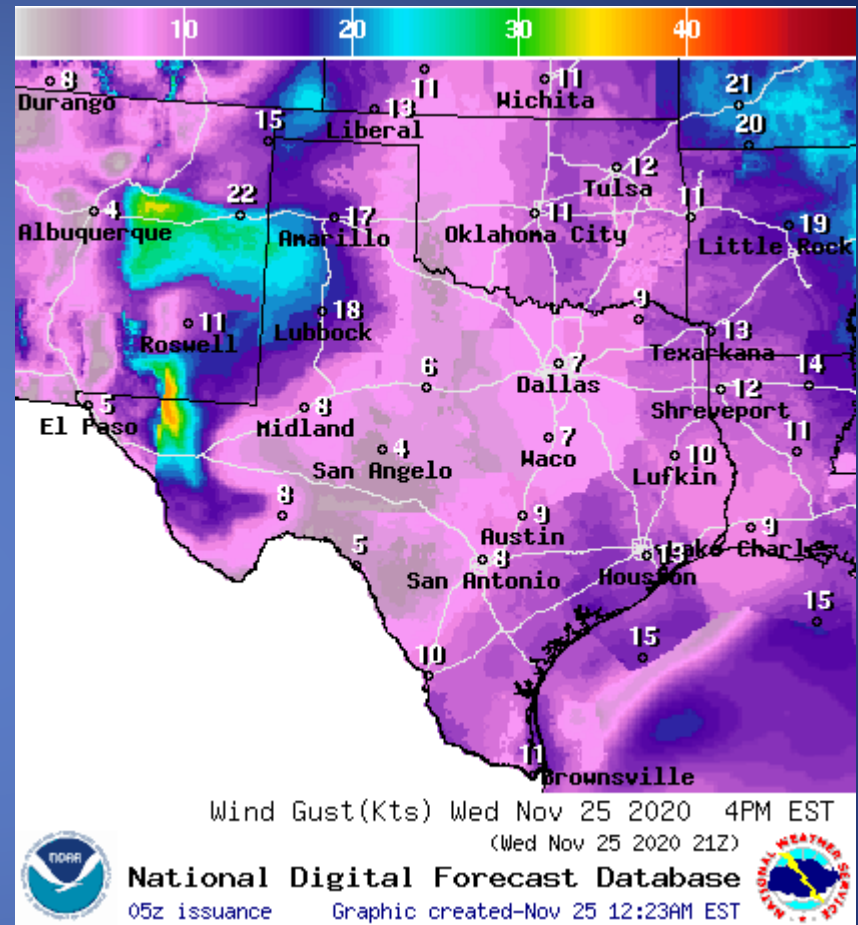 10 20 30 40
8
Durango
11
13
Liberal
11
Wichita
21
20
15
12
Tulsa
4
Albuquerque
22
17
Amarillo
11
Oklahoma City
11
19
Little Rock
11
Roswell
18
Lubbock
9
13
Texarkana
7
Dallas
6
14
12
Shreveport
5
El Paso
8
Midland
4
San Angelo
7
Waco
10
Lufkin
11
8
9
Austin
9
Lake Charles
5
8
San Antonio
13
Houston
15
15
10
11
Brownsville
Wind Gust(Kts) Wed Nov 25 2020 4PM EST
(Wed Nov 25 2020 21Z)
National Digital Forecast Database
05z issuance Graphic created-Nov 25 12:23AM EST
NOAA
NATIONAL WEATHER SERVICE